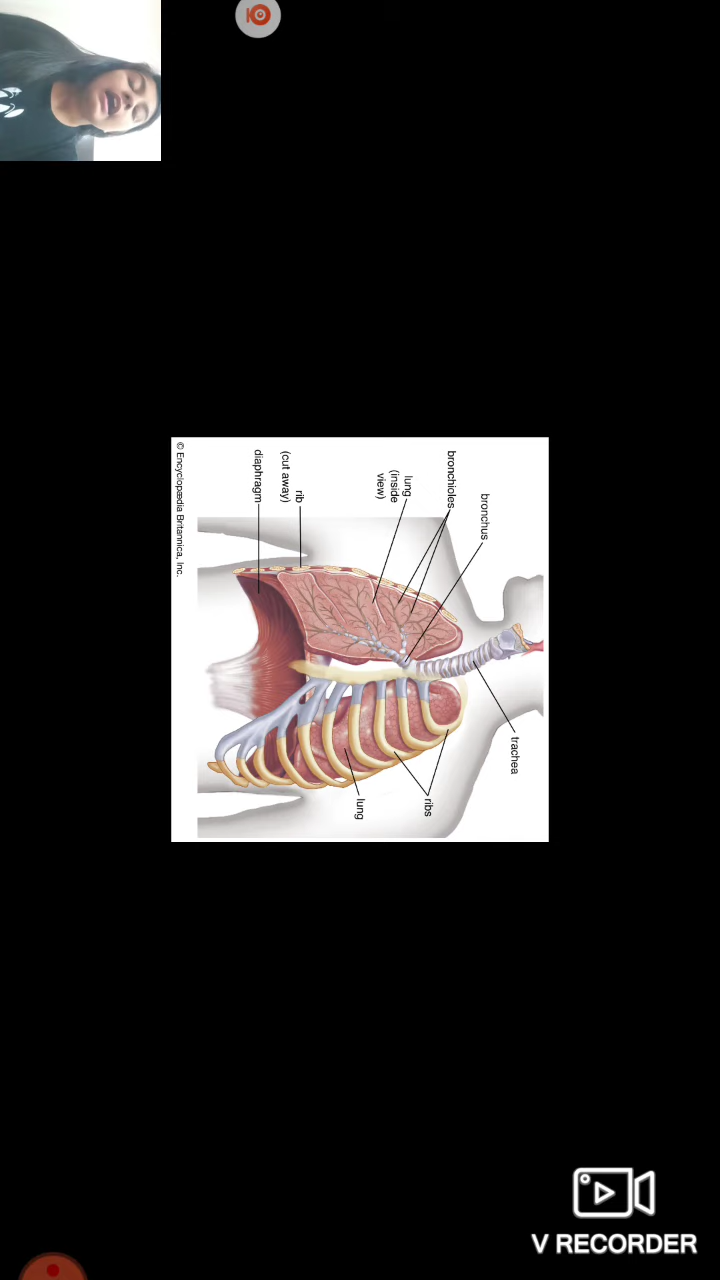 bronchus
bronchioles
lung
(inside
view)
rib
(cut away)
diaphragm
trachea
ribs
lung
© Encyclopædia Britannica, Inc.
V RECORDER